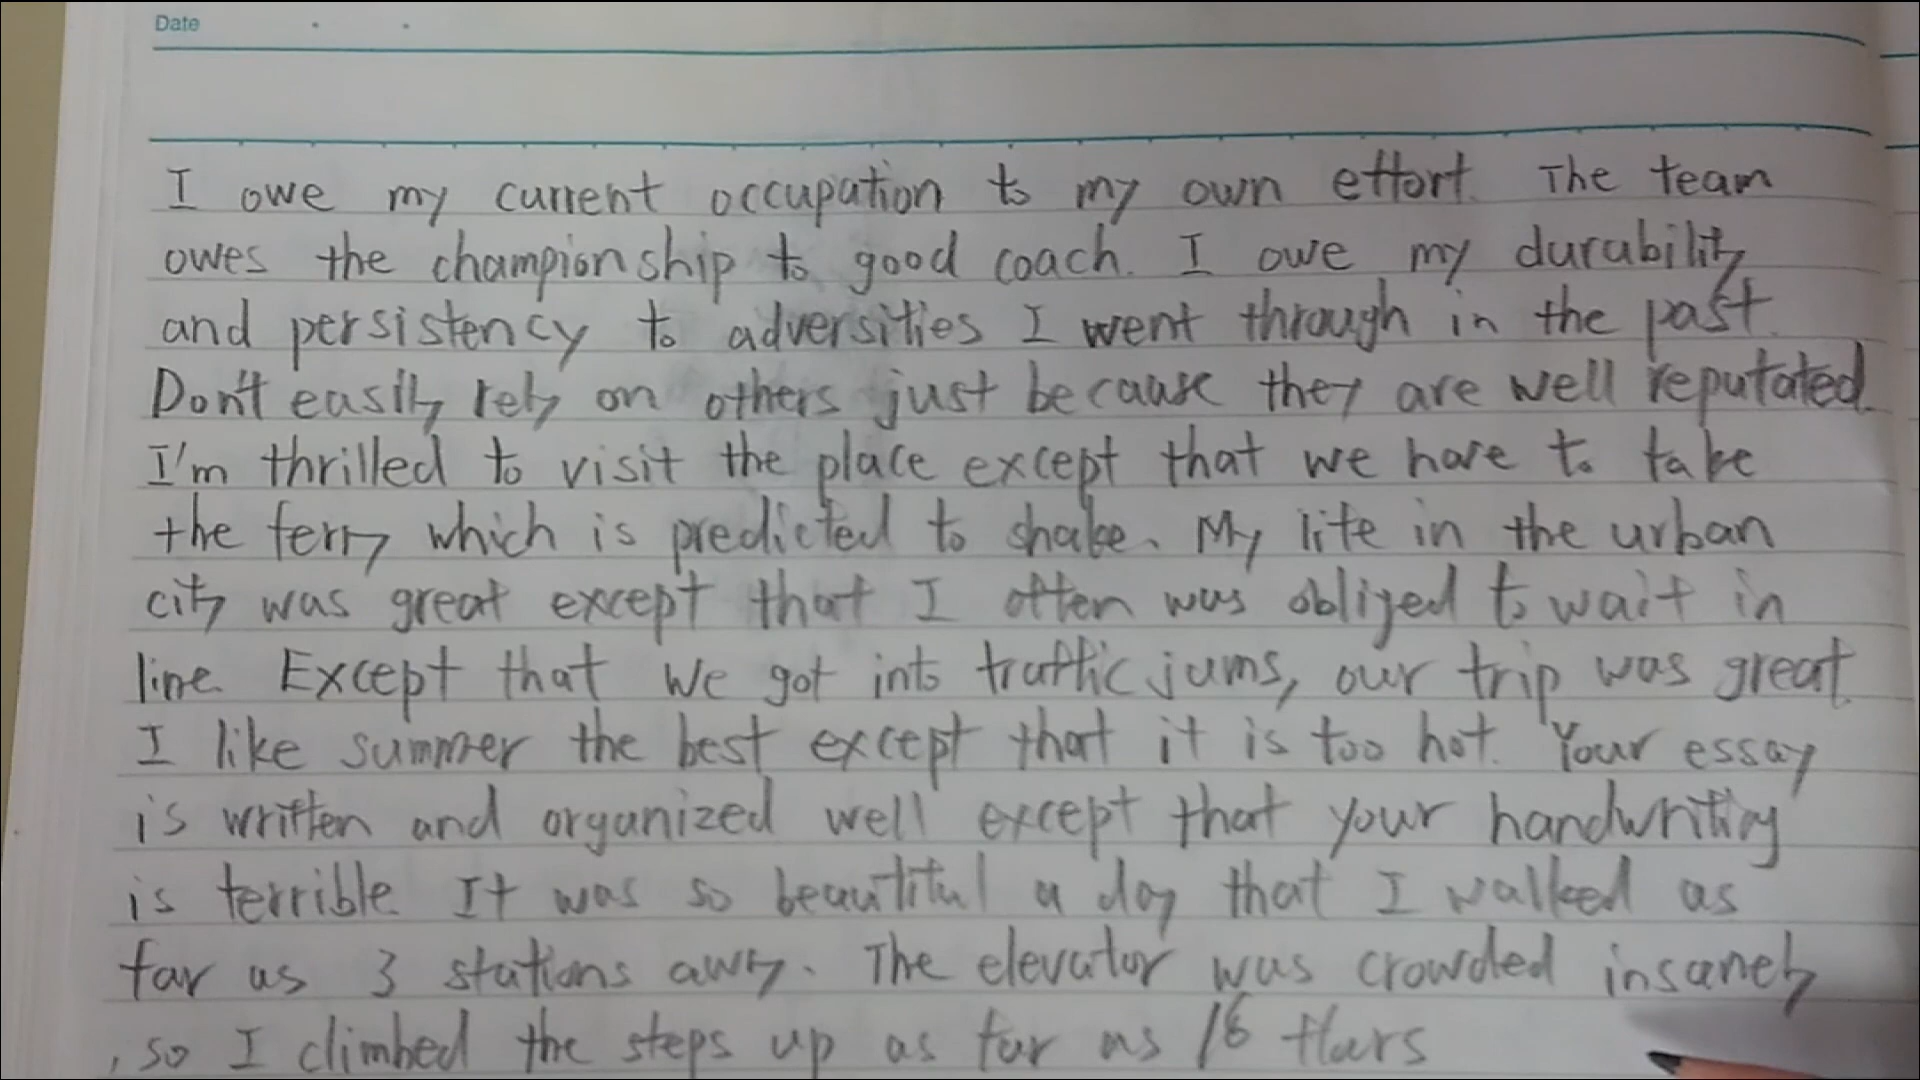 Date
I owe my current occupation to my own effort. The team
owes the championship to good coach. I owe my durability
and persistency to adversities I went through in the past.
Don't easily rely on others just because they are well reputated.
I'm thrilled to visit the place except that we have to take
the ferry which is predicted to shake. My life in the urban
city was great except that I often was obliged to wait in
line. Except that we got into traffic jams, our trip was great.
I like summer the best except that it is too hot. Your essay
is written and organized well except that your handwriting
is terrible. It was so beautiful a day that I walked as
far as 3 stations away. The elevator was crowded insanely
, so I climbed the steps up as far as 16 floors